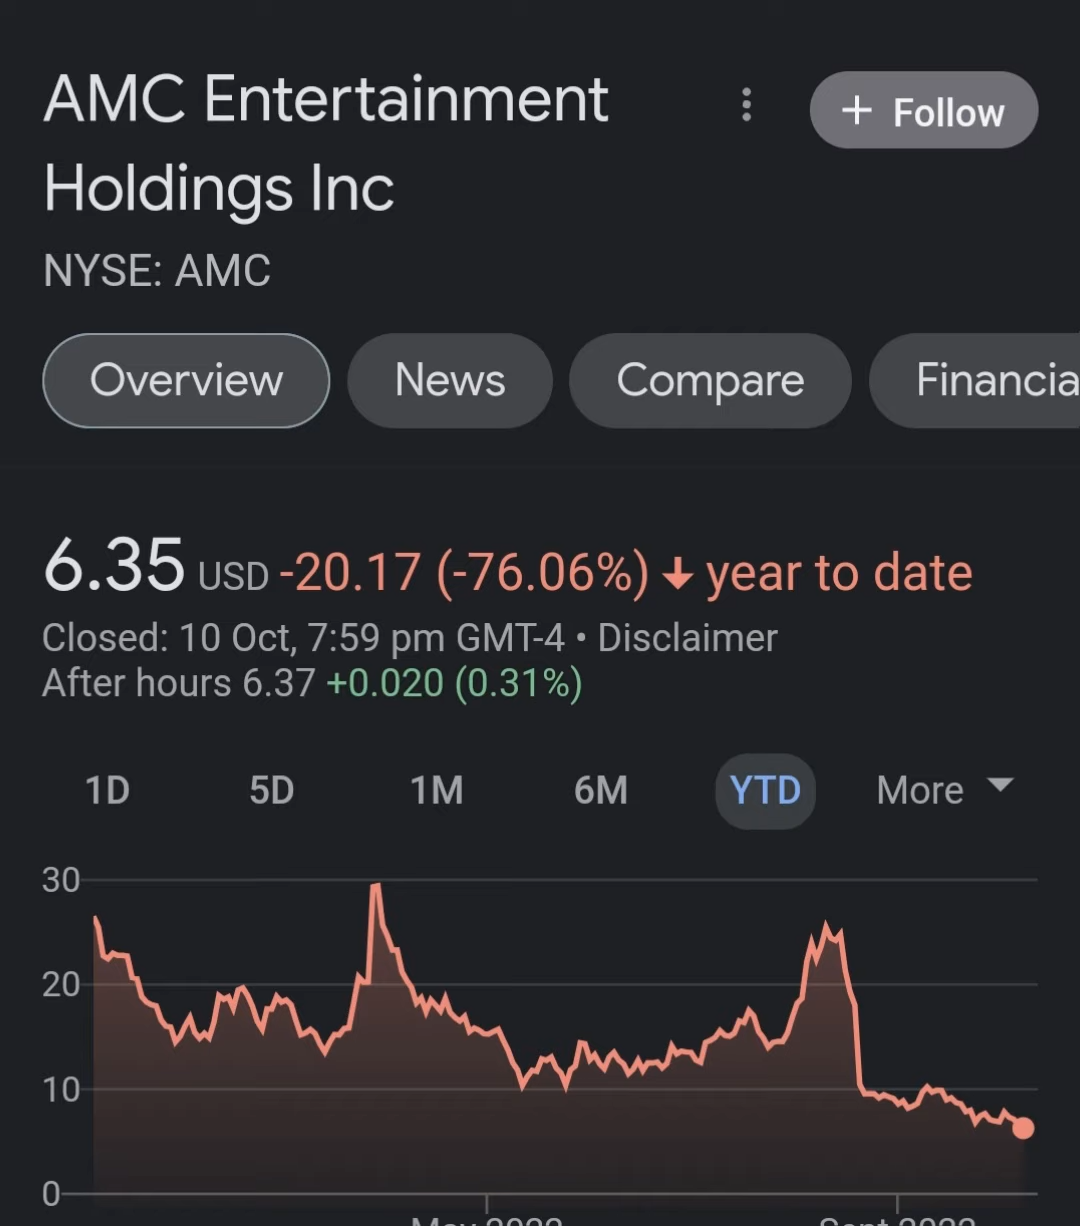 AMC Entertainment
Holdings Inc
+ Follow
NYSE: AMC
Overview News Compare Financia
6.35 USD -20.17 (-76.06%) ↓ year to date
Closed: 10 Oct, 7:59 pm GMT-4 • Disclaimer
After hours 6.37 +0.020 (0.31%)
1D 5D 1M 6M YTD More
30
20
10
0